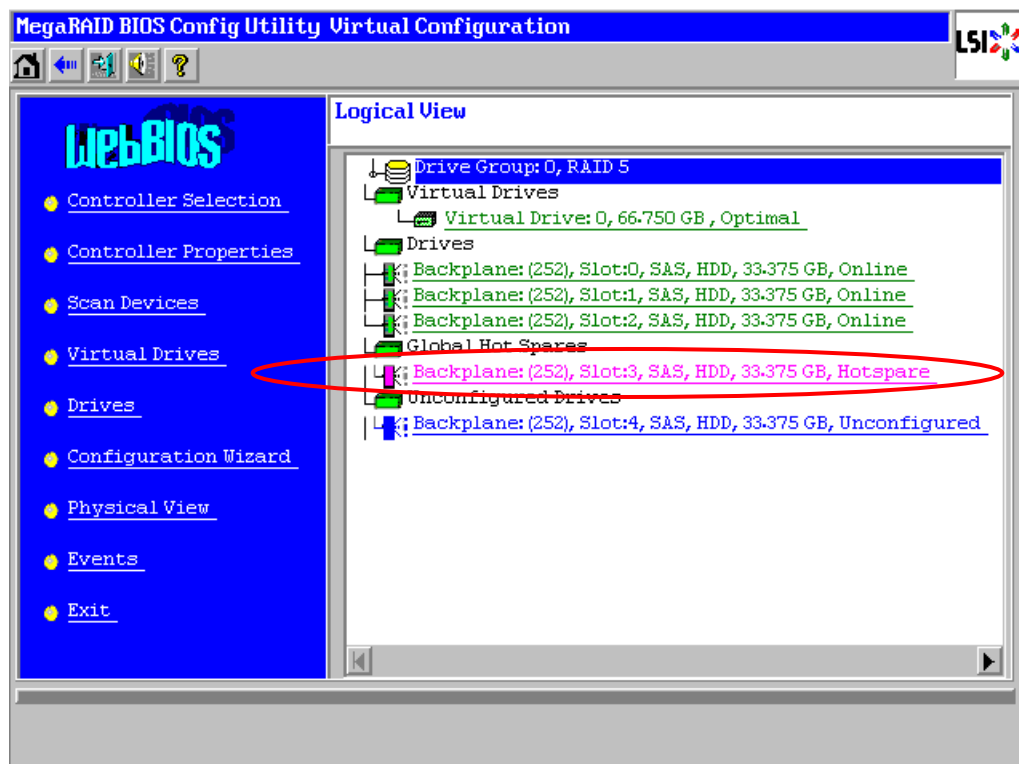 MegaRAID BIOS Config Utility Virtual Configuration
LSI
WebBIOS
Controller Selection
Controller Properties
Scan Devices
Virtual Drives
Drives
Configuration Wizard
Physical View
Events
Exit
Logical View
Drive Group: 0, RAID 5
Virtual Drives
Virtual Drive: 0, 66.750 GB, Optimal
Drives
Backplane: (252), Slot:0, SAS, HDD, 33.375 GB, Online
Backplane: (252), Slot:1, SAS, HDD, 33.375 GB, Online
Backplane: (252), Slot:2, SAS, HDD, 33.375 GB, Online
Global Hot Spares
Backplane: (252), Slot:3, SAS, HDD, 33.375 GB, Hotspare
Unconfigured Drives
Backplane: (252), Slot:4, SAS, HDD, 33.375 GB, Unconfigured